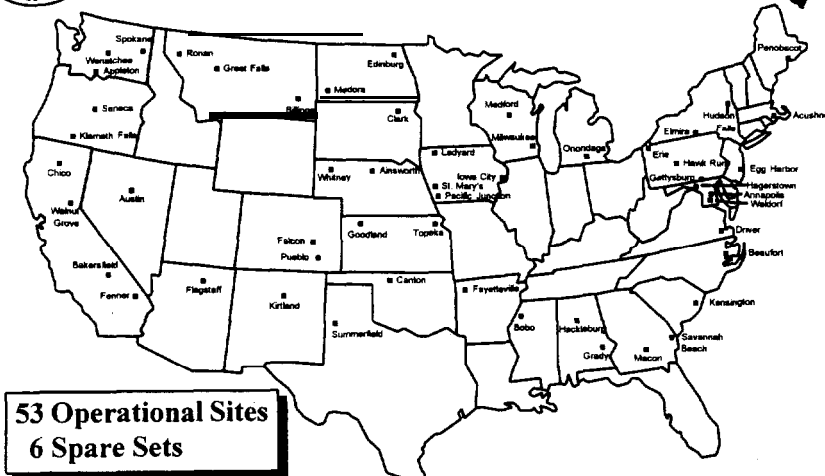 Spokane
Wenatchee
Appleton
Seneca
Klamath Falls
Ronan
Great Falls
Billings
Edinburg
Medora
Clark
Medford
Milwaukee
Onondaga
Penobscot
Hudson
Falls
Acushnet
Elmira
Erie
Hawk Run
Gettysburg
Egg Harbor
Hagerstown
Annapolis
Waldorf
Driver
Beaufort
Chico
Walnut
Grove
Austin
Bakersfield
Fenner
Whitney
Ainsworth
Ledyard
Iowa City
St. Mary's
Pacific Junction
Goodland
Topeka
Falcon
Pueblo
Flagstaff
Kirtland
Canton
Summerfield
Fayetteville
Bobo
Hackleburg
Grady
Macon
Kensington
Savannah
Beach
53 Operational Sites
6 Spare Sets